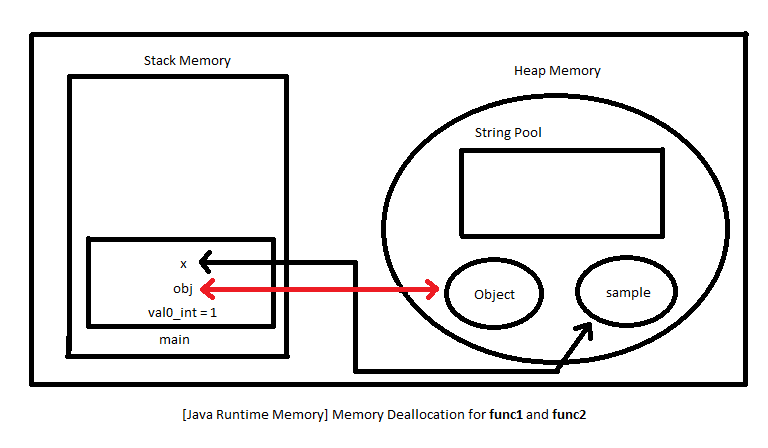 Stack Memory
Heap Memory
String Pool
x
obj
val0_int = 1
main
Object
sample
[Java Runtime Memory] Memory Deallocation for func1 and func2